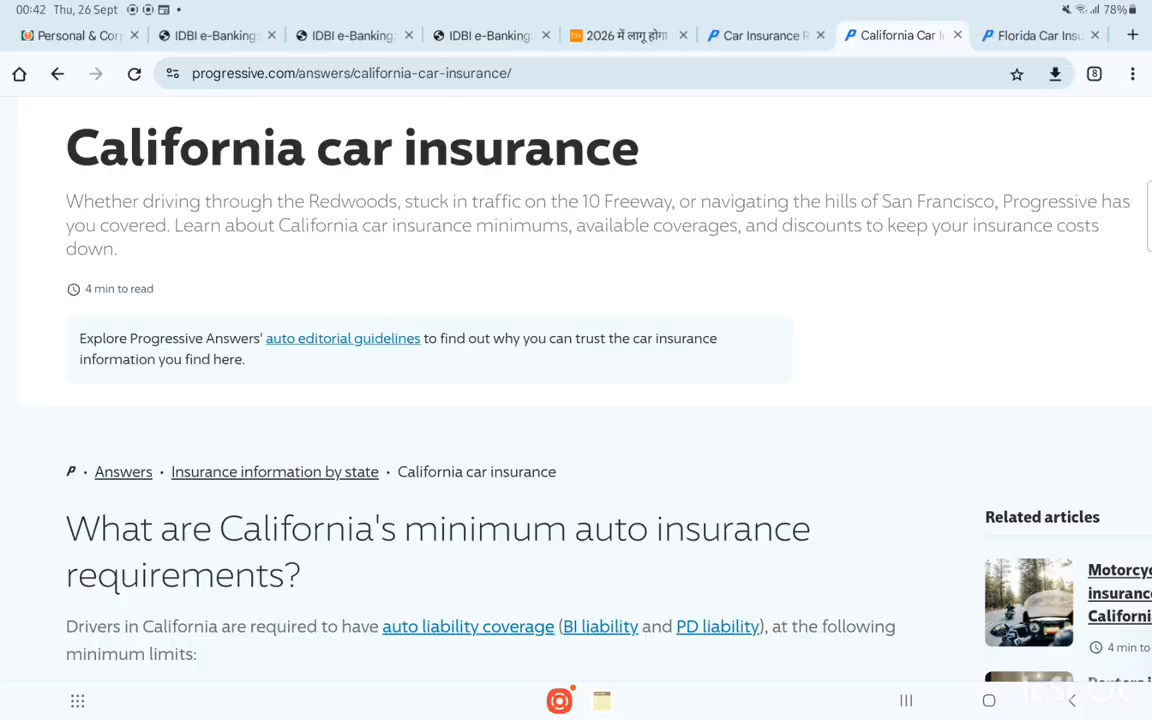 00:42 Thu, 26 Sept
78%
Personal & Cor
IDBI e-Banking:
IDBI e-Banking:
IDBI e-Banking:
2026 में लागू होगा
Car Insurance R
California Car I
Florida Car Insu
progressive.com/answers/california-car-insurance/
8
California car insurance
Whether driving through the Redwoods, stuck in traffic on the 10 Freeway, or navigating the hills of San Francisco, Progressive has
you covered. Learn about California car insurance minimums, available coverages, and discounts to keep your insurance costs
down.
4 min to read
Explore Progressive Answers' auto editorial guidelines to find out why you can trust the car insurance
information you find here.
Answers • Insurance information by state • California car insurance
What are California's minimum auto insurance
requirements?
Related articles
Motorcyc
insurance
Californi
4 min to
Drivers in California are required to have auto liability coverage (BI liability and PD liability), at the following
minimum limits: